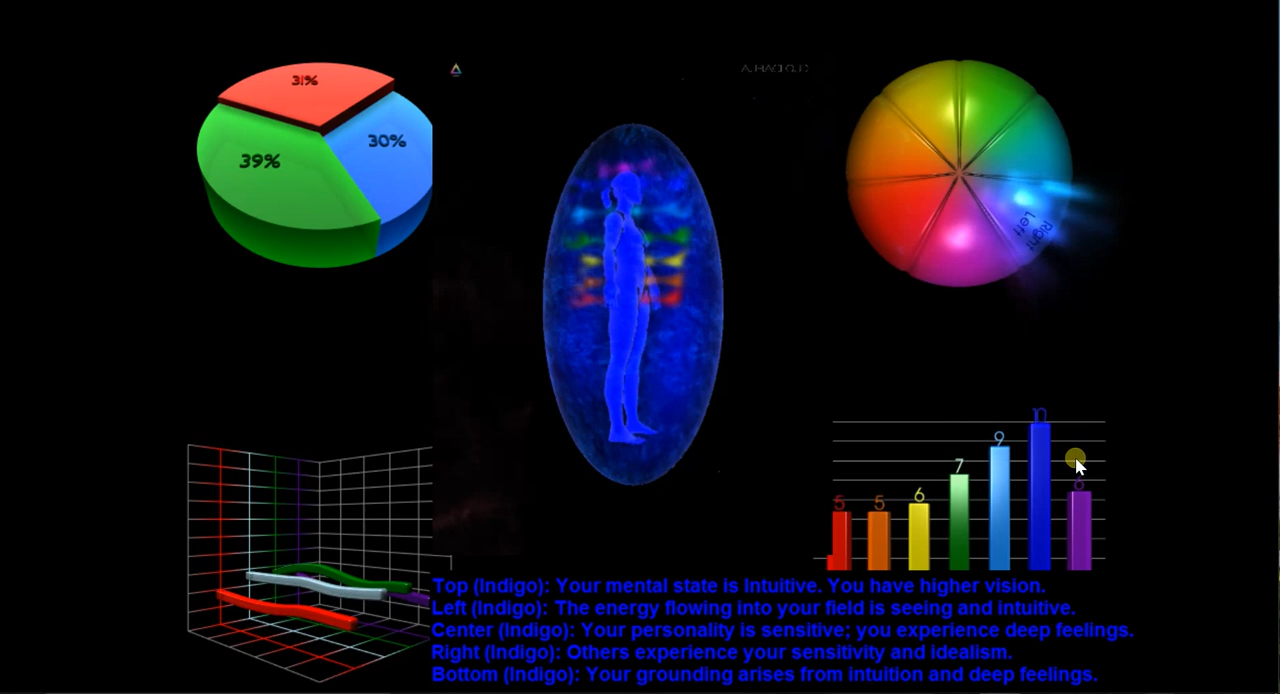 31%
39%
30%
Left
Right
5
5
6
7
9
10
6
Top (Indigo): Your mental state is Intuitive. You have higher vision.
Left (Indigo): The energy flowing into your field is seeing and intuitive.
Center (Indigo): Your personality is sensitive; you experience deep feelings.
Right (Indigo): Others experience your sensitivity and idealism.
Bottom (Indigo): Your grounding arises from intuition and deep feelings.